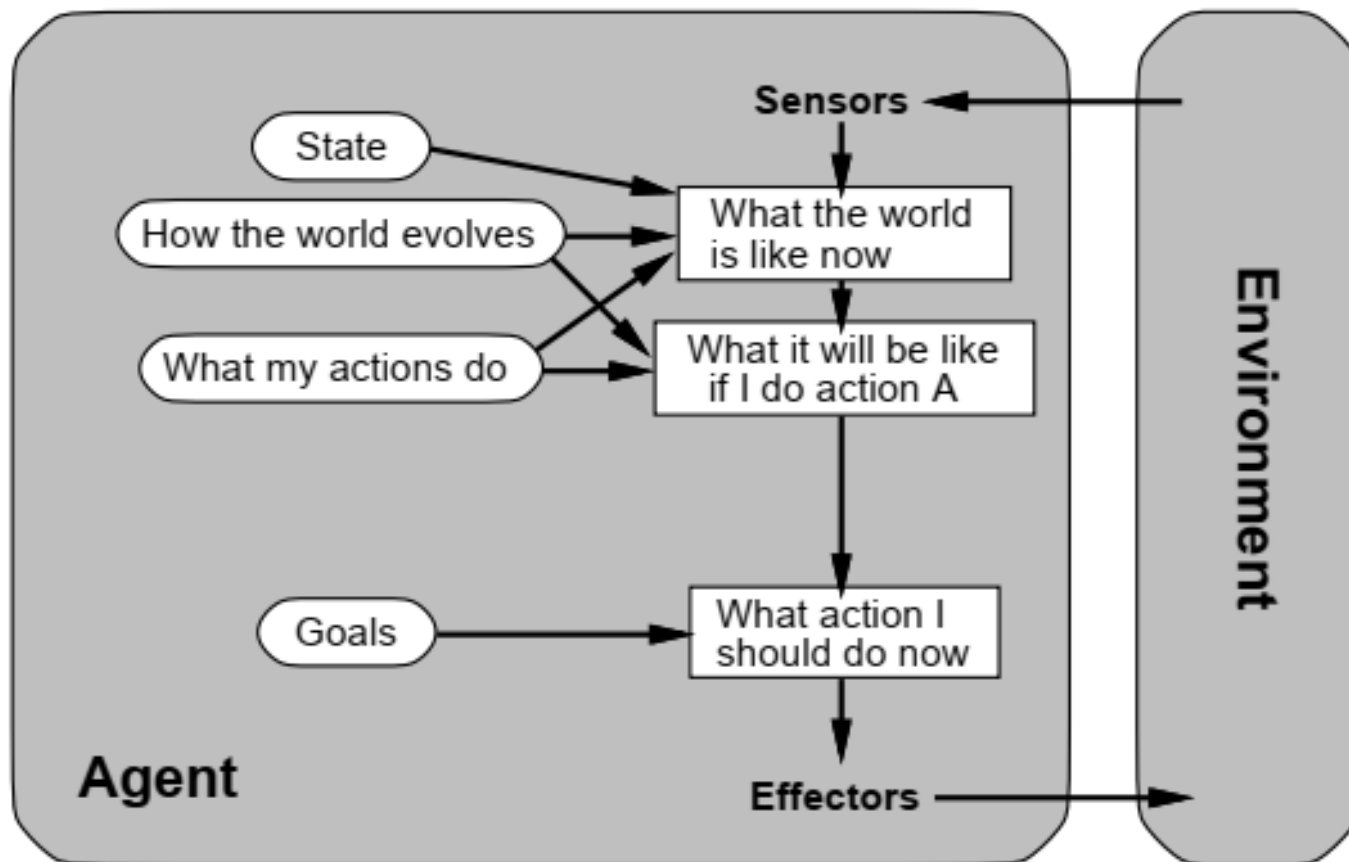 Sensors
State
How the world evolves
What the world
is like now
What my actions do
What it will be like
if I do action A
Goals
What action I
should do now
Agent
Effectors
Environment